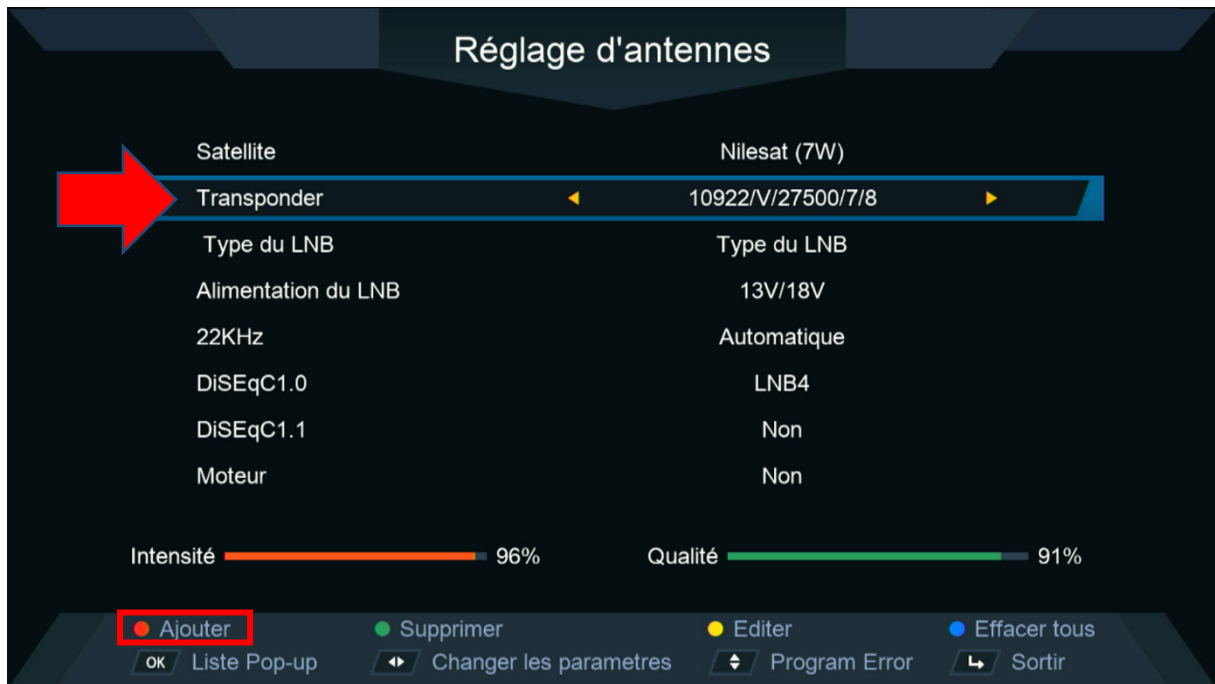 Réglage d'antennes
Satellite Nilesat (7W)
Transponder 10922/V/27500/7/8
Type du LNB Type du LNB
Alimentation du LNB 13V/18V
22KHz Automatique
DiSEqC1.0 LNB4
DiSEqC1.1 Non
Moteur Non
Intensité 96% Qualité 91%
Ajouter Supprimer Editer Effacer tous
OK Liste Pop-up Changer les parametres Program Error Sortir